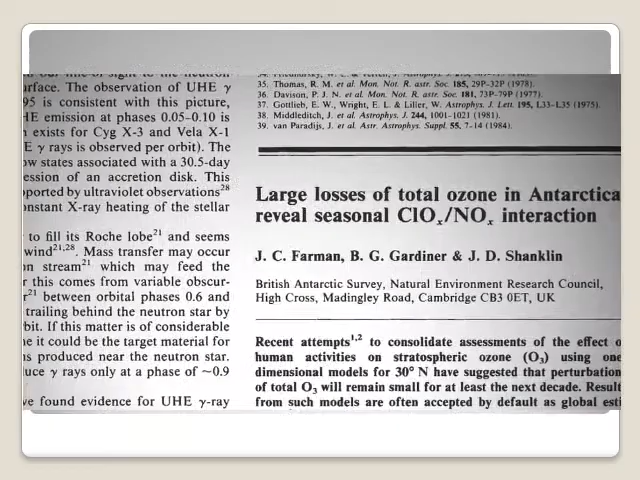 urface. The observation of UHE γ
95 is consistent with this picture,
HE emission at phases 0.05-0.10 is
exists for Cyg X-3 and Vela X-1
E γ rays is observed per orbit). The
ow states associated with a 30.5-day
ession of an accretion disk. This
pported by ultraviolet observations²⁸
onstant X-ray heating of the stellar
to fill its Roche lobe²¹ and seems
wind²¹,²⁸. Mass transfer may occur
n stream²¹ which may feed the
r this comes from variable obscur-
r²¹ between orbital phases 0.6 and
trailing behind the neutron star by
bit. If this matter is of considerable
e it could be the target material for
s produced near the neutron star.
uce γ rays only at a phase of ~0.9
ve found evidence for UHE γ-ray
35. Thomas, R. M. et al. Mon. Not. R. astr. Soc. 185, 29P-32P (1978).
36. Davison, P. J. N. et al. Mon. Not. R. astr. Soc. 181, 73P-79P (1977).
37. Gottlieb, E. W., Wright, E. L. & Liller, W. Astrophys. J. Lett. 195, L33-L35 (1975).
38. Middleditch, J. et al. Astrophys. J. 244, 1001-1021 (1981).
39. van Paradijs, J. et al. Astr. Astrophys. Suppl. 55, 7-14 (1984).
Large losses of total ozone in Antarctica
reveal seasonal ClOₓ/NOₓ interaction
J. C. Farman, B. G. Gardiner & J. D. Shanklin
British Antarctic Survey, Natural Environment Research Council,
High Cross, Madingley Road, Cambridge CB3 0ET, UK
Recent attempts¹,² to consolidate assessments of the effect o
human activities on stratospheric ozone (O₃) using one
dimensional models for 30° N have suggested that perturbation
of total O₃ will remain small for at least the next decade. Result
from such models are often accepted by default as global esti